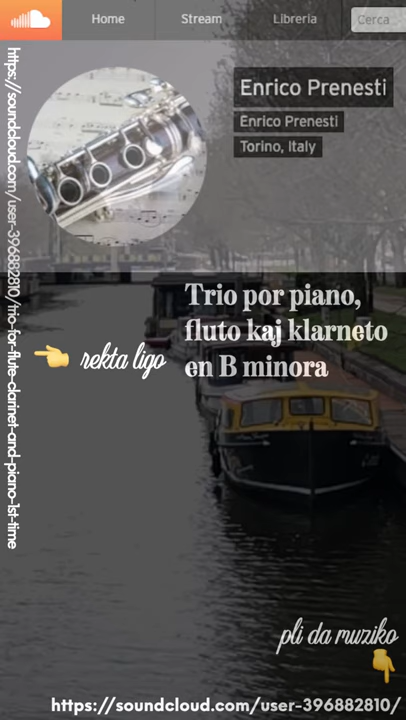 Home
Stream
Libreria
Cerca
Enrico Prenesti
Enrico Prenesti
Torino, Italy
https://soundcloud.com/user-396882810/trio-for-flute-clarinet-and-piano-1st-time
Trio por piano,
fluto kaj klarneto
en B minora
rekta ligo
pli da muziko
https://soundcloud.com/user-396882810/